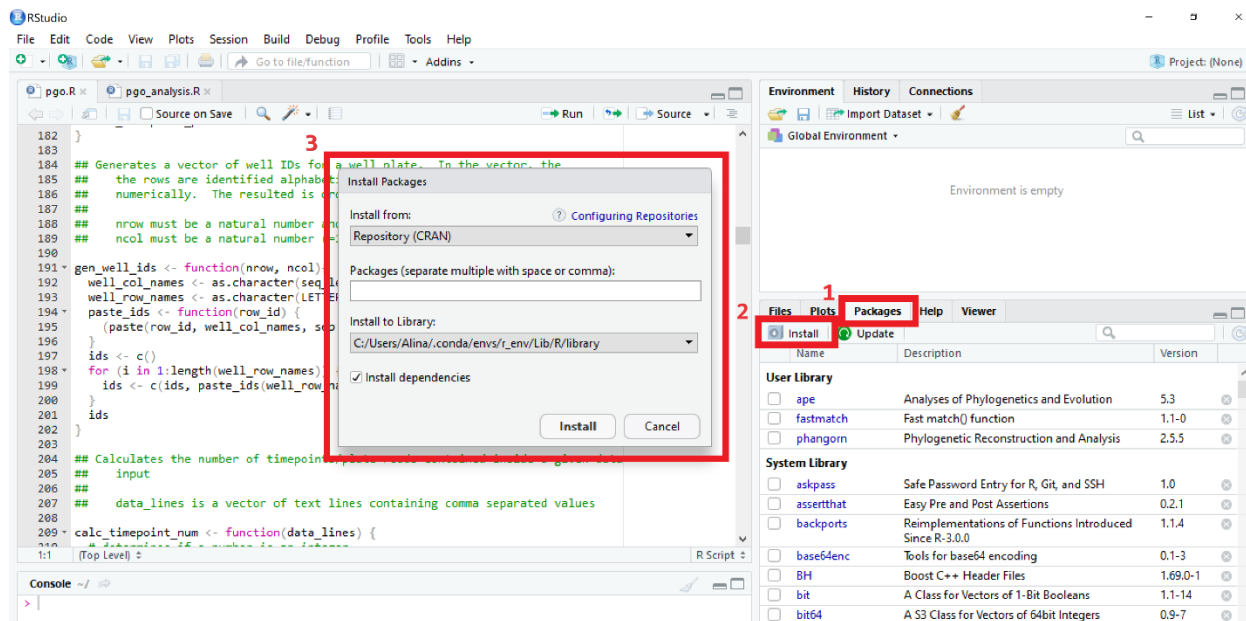 RStudio
File Edit Code View Plots Session Build Debug Profile Tools Help
Go to file/function Addins
Project: (None)
pgo.R pgo_analysis.R
Source on Save Run Source
182 }
183
184 ## Generates a vector of well IDs for a well plate. In the vector, the
185 ## the rows are identified
186 ## numerically. The resulted is
187 ##
188 ## nrow must be a natural number
189 ## ncol must be a natural number
190
191 gen_well_ids <- function(nrow, ncol)
192 well_col_names <- as.character(
193 well_row_names <- as.character(
194 paste_ids <- function(row_id) {
195 (paste(row_id, well_col_names,
196 }
197 ids <- c()
198 for (i in 1:length(well_row_names))
199 ids <- c(ids, paste_ids(
200 }
201 ids
202 }
203
204 ## Calculates the number of
205 ## input
206 ##
207 ## data_lines is a vector of text lines containing comma separated values
208
209 calc_timepoint_num <- function(data_lines) {
1:1 (Top Level) R Script
Console ~/
>
3
Install Packages
Install from: ? Configuring Repositories
Repository (CRAN)
Packages (separate multiple with space or comma):
Install to Library:
C:/Users/Alina/.conda/envs/r_env/Lib/R/library
Install dependencies
Install Cancel
Environment History Connections
Import Dataset List
Global Environment
Environment is empty
1
2
Files Plots Packages Help Viewer
Install Update
Name Description Version
User Library
ape Analyses of Phylogenetics and Evolution 5.3
fastmatch Fast match() function 1.1-0
phangorn Phylogenetic Reconstruction and Analysis 2.5.5
System Library
askpass Safe Password Entry for R, Git, and SSH 1.0
assertthat Easy Pre and Post Assertions 0.2.1
backports Reimplementations of Functions Introduced 1.1.4
Since R-3.0.0
base64enc Tools for base64 encoding 0.1-3
BH Boost C++ Header Files 1.69.0-1
bit A Class for Vectors of 1-Bit Booleans 1.1-14
bit64 A S3 Class for Vectors of 64bit Integers 0.9-7